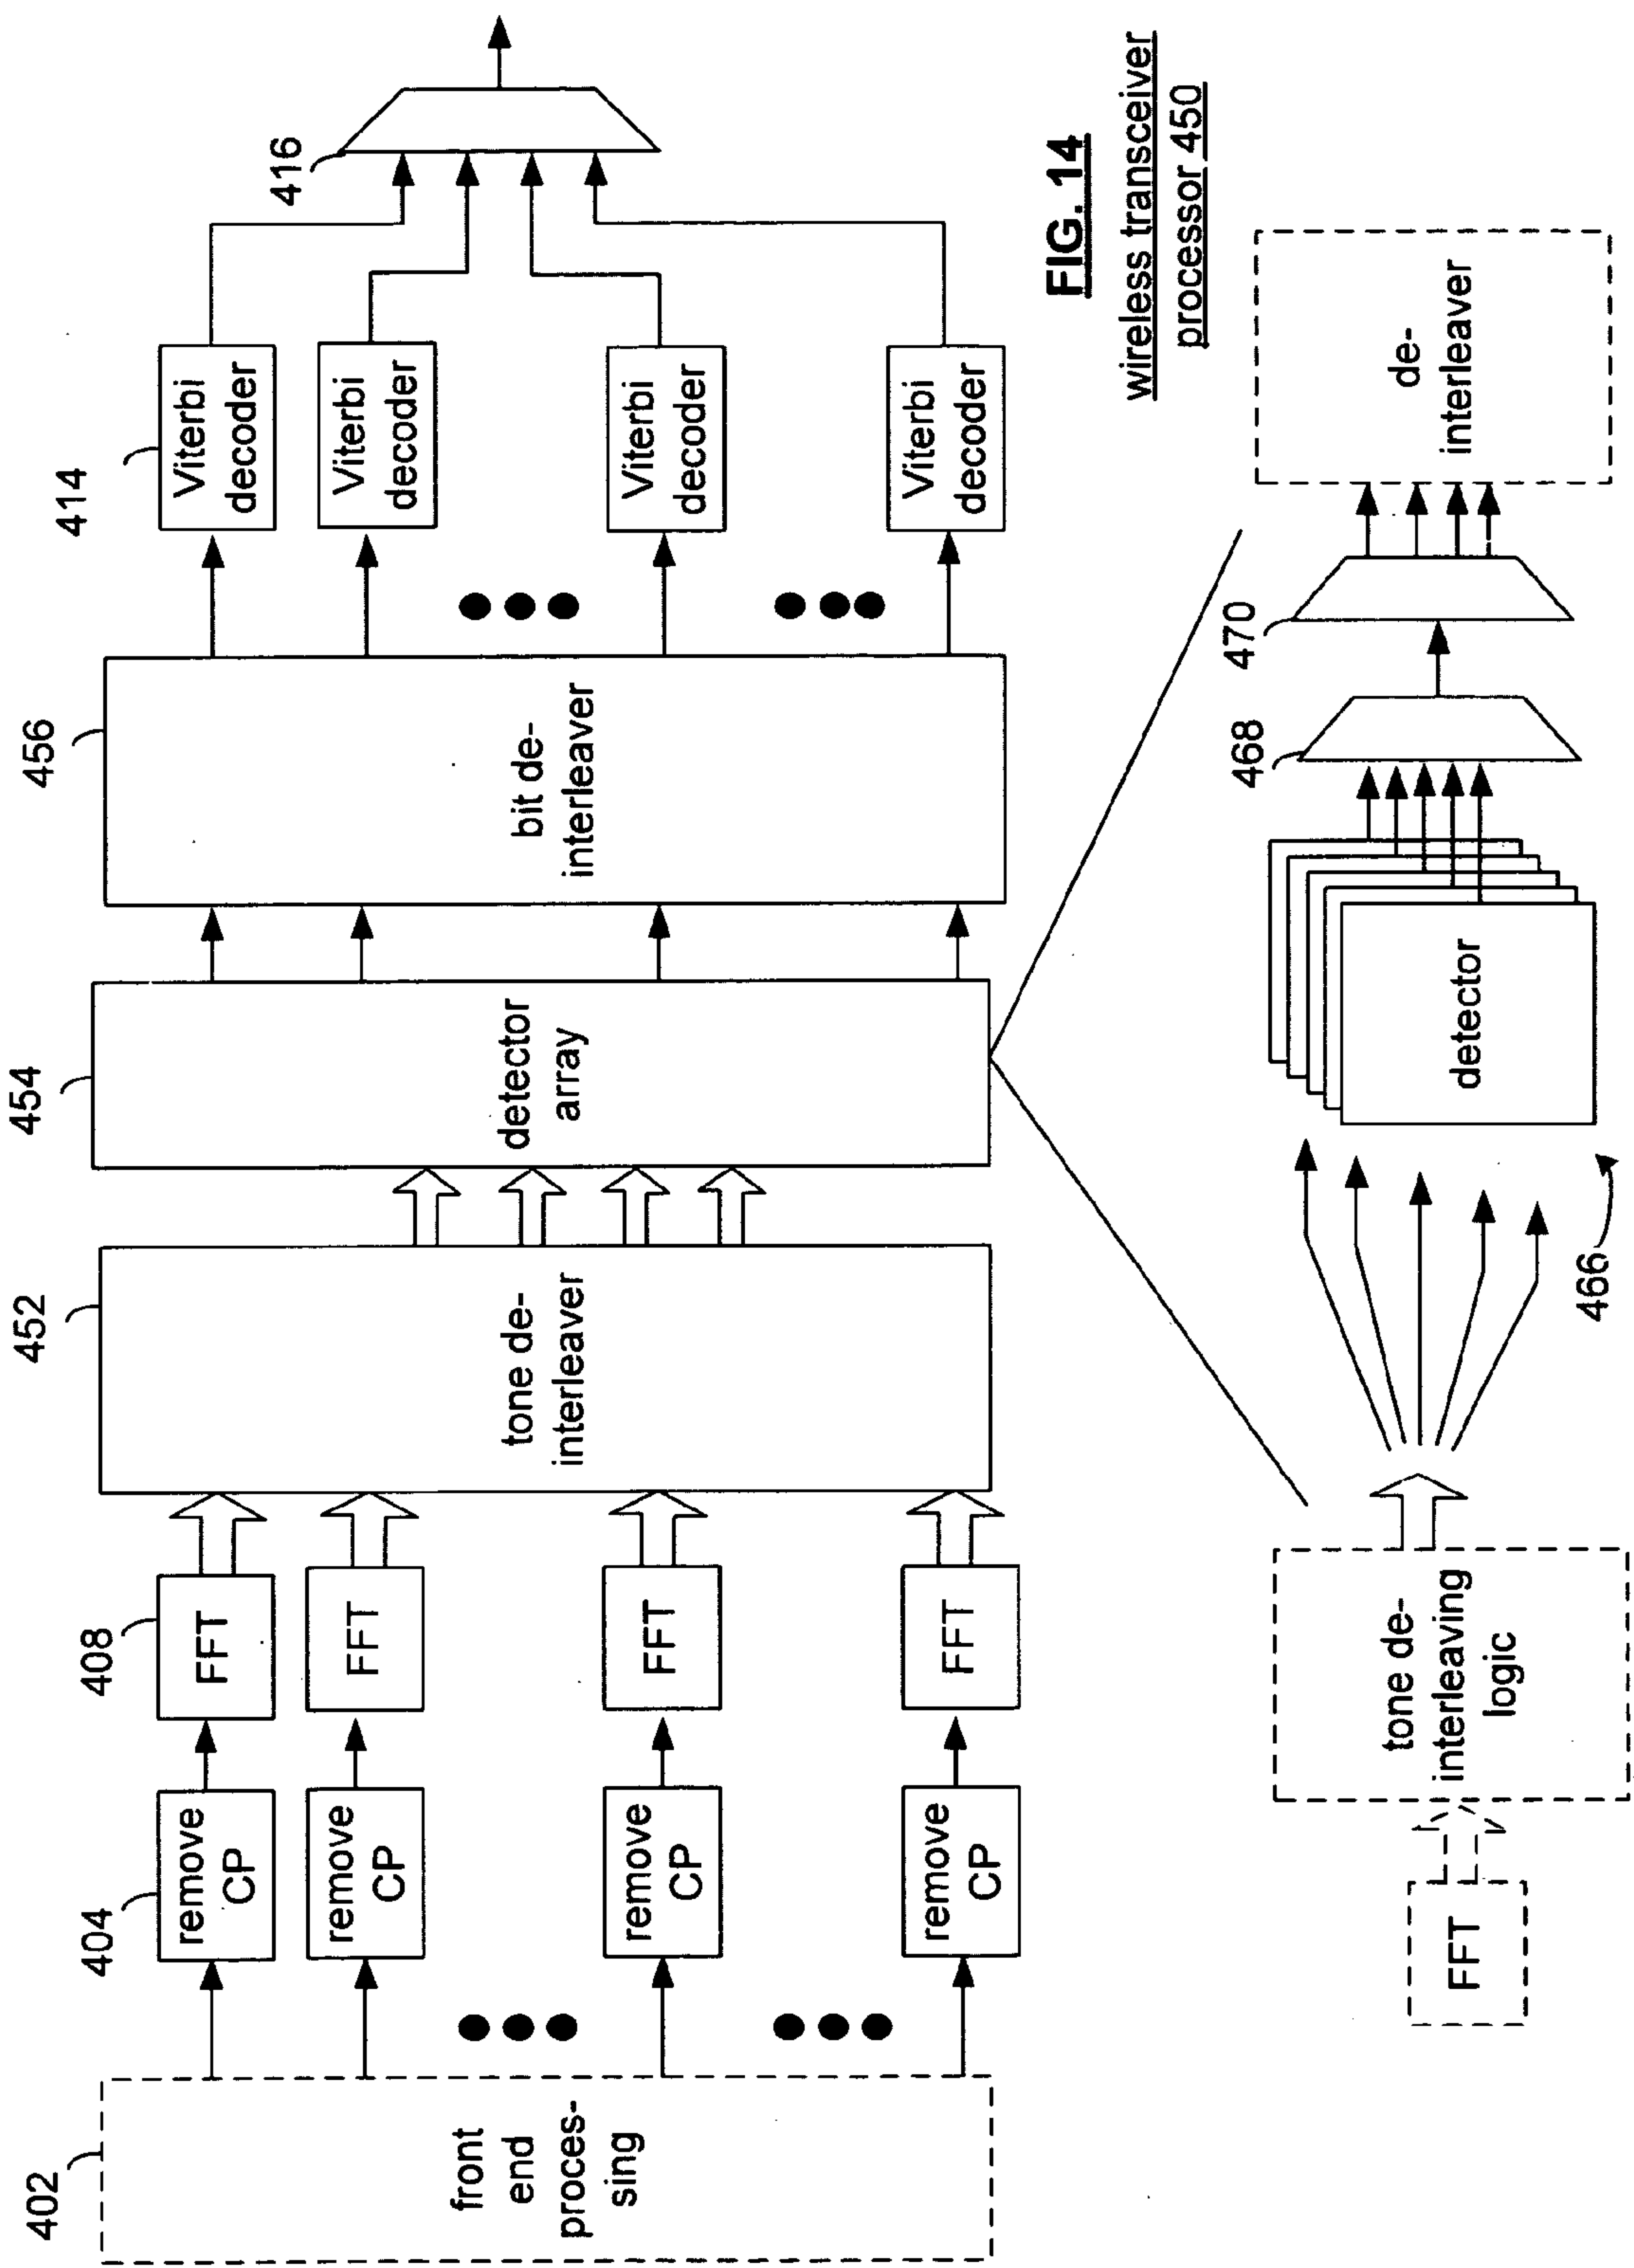 402
front
end
proces-
sing
404
remove
CP
remove
CP
remove
CP
remove
CP
408
FFT
FFT
FFT
FFT
452
tone de-
interleaver
454
detector
array
456
bit de-
interleaver
414
Viterbi
decoder
Viterbi
decoder
Viterbi
decoder
Viterbi
decoder
416
FIG. 14
wireless transceiver
processor 450
FFT
tone de-
interleaving
logic
466
detector
468
470
de-
interleaver